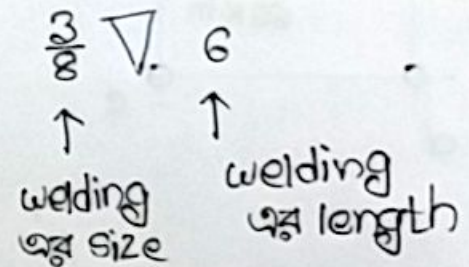 3/8 ▽ 6
↑ ↑
welding welding
এর size এর length